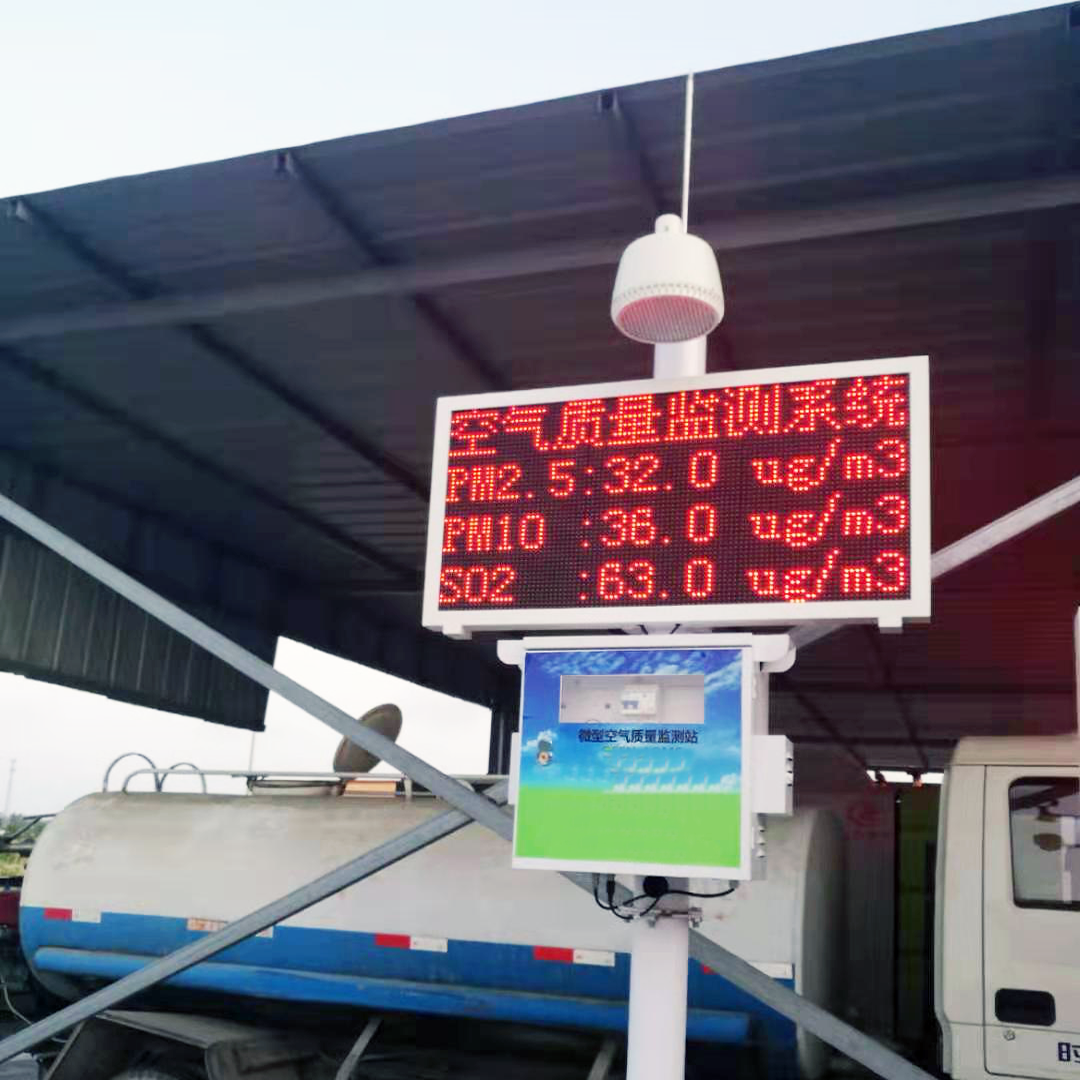 空气质量监测系统
PM2.5:32.0 ug/m3
PM10 :36.0 ug/m3
SO2 :63.0 ug/m3
微型空气质量监测站